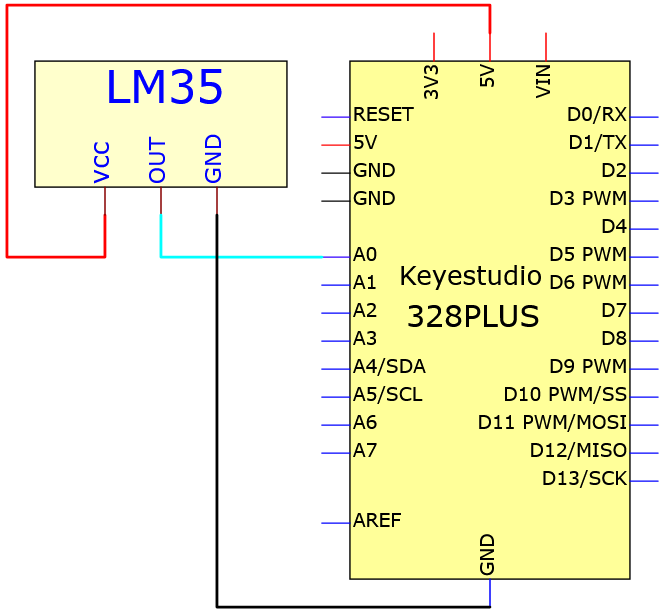 LM35
VCC
OUT
GND
3V3
5V
VIN
RESET
5V
GND
GND
A0
A1
A2
A3
A4/SDA
A5/SCL
A6
A7
AREF
Keyestudio
328PLUS
D0/RX
D1/TX
D2
D3 PWM
D4
D5 PWM
D6 PWM
D7
D8
D9 PWM
D10 PWM/SS
D11 PWM/MOSI
D12/MISO
D13/SCK
GND